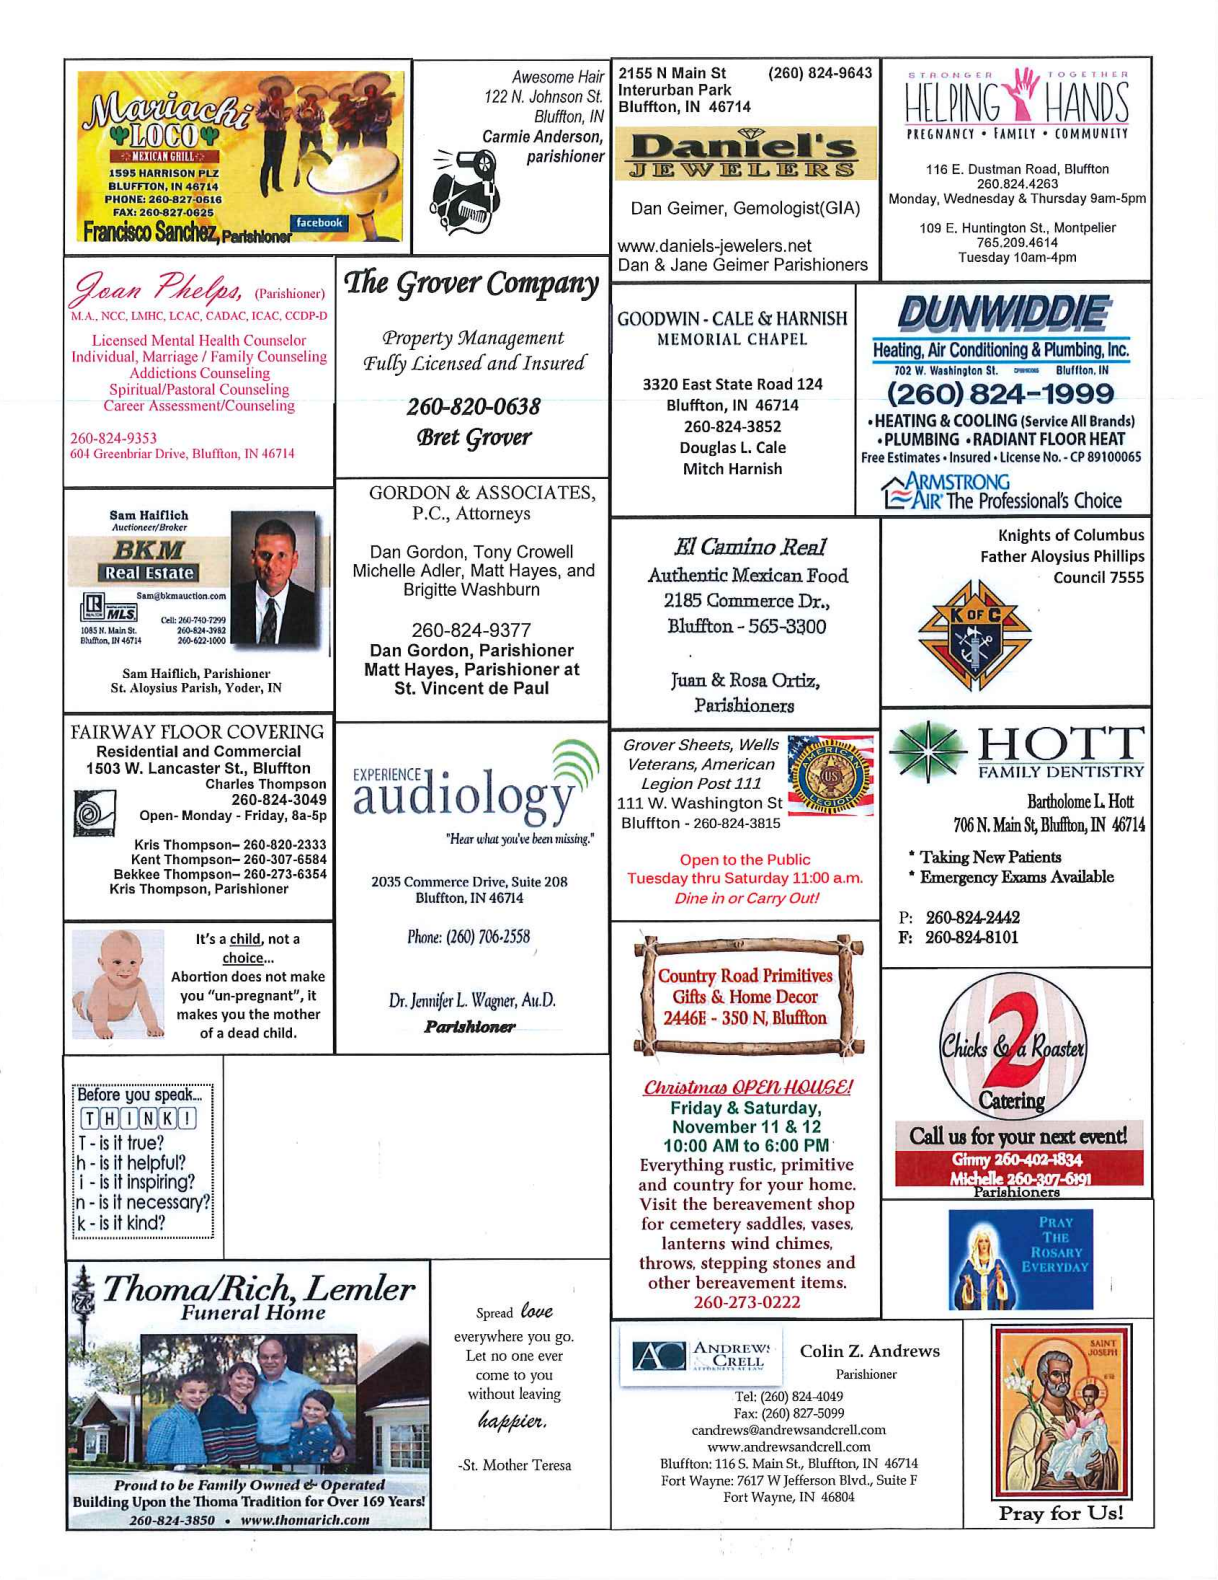 Mariachi
LOCO
MEXICAN GRILL
1595 HARRISON PLZ
BLUFFTON, IN 46714
PHONE: 260-827-0616
FAX: 260-827-0625
Francisco Sanchez, Parishioner
facebook
Awesome Hair
122 N. Johnson St.
Bluffton, IN
Carmie Anderson,
parishioner
2155 N Main St (260) 824-9643
Interurban Park
Bluffton, IN 46714
Daniel's
JEWELERS
Dan Geimer, Gemologist(GIA)
www.daniels-jewelers.net
Dan & Jane Geimer Parishioners
STRONGER TOGETHER
HELPING HANDS
PREGNANCY • FAMILY • COMMUNITY
116 E. Dustman Road, Bluffton
260.824.4263
Monday, Wednesday & Thursday 9am-5pm
109 E. Huntington St., Montpelier
765.209.4614
Tuesday 10am-4pm
Joan Phelps, (Parishioner)
M.A., NCC, LMHC, LCAC, CADAC, ICAC, CCDP-D
Licensed Mental Health Counselor
Individual, Marriage / Family Counseling
Addictions Counseling
Spiritual/Pastoral Counseling
Career Assessment/Counseling
260-824-9353
604 Greenbriar Drive, Bluffton, IN 46714
The Grover Company
Property Management
Fully Licensed and Insured
260-820-0638
Bret Grover
GOODWIN - CALE & HARNISH
MEMORIAL CHAPEL
3320 East State Road 124
Bluffton, IN 46714
260-824-3852
Douglas L. Cale
Mitch Harnish
DUNWIDDIE
Heating, Air Conditioning & Plumbing, Inc.
702 W. Washington St. Bluffton, IN
(260) 824-1999
• HEATING & COOLING (Service All Brands)
• PLUMBING • RADIANT FLOOR HEAT
Free Estimates • Insured • License No. - CP 89100065
ARMSTRONG
AIR The Professional's Choice
Sam Haiflich
Auctioneer/Broker
BKM
Real Estate
Sam@bkmauction.com
R
MLS
Cell: 260-740-7299
1085 N. Main St. 260-824-3982
Bluffton, IN 46714 260-622-1000
Sam Haiflich, Parishioner
St. Aloysius Parish, Yoder, IN
GORDON & ASSOCIATES,
P.C., Attorneys
Dan Gordon, Tony Crowell
Michelle Adler, Matt Hayes, and
Brigitte Washburn
260-824-9377
Dan Gordon, Parishioner
Matt Hayes, Parishioner at
St. Vincent de Paul
El Camino Real
Authentic Mexican Food
2185 Commerce Dr.,
Bluffton - 565-3300
Juan & Rosa Ortiz,
Parishioners
Knights of Columbus
Father Aloysius Phillips
Council 7555
K OF C
FAIRWAY FLOOR COVERING
Residential and Commercial
1503 W. Lancaster St., Bluffton
Charles Thompson
260-824-3049
Open- Monday - Friday, 8a-5p
Kris Thompson- 260-820-2333
Kent Thompson- 260-307-6584
Bekkee Thompson- 260-273-6354
Kris Thompson, Parishioner
EXPERIENCE
audiology
"Hear what you've been missing."
2035 Commerce Drive, Suite 208
Bluffton, IN 46714
Phone: (260) 706-2558
Dr. Jennifer L. Wagner, Au.D.
Parishioner
Grover Sheets, Wells
Veterans, American
Legion Post 111
111 W. Washington St
Bluffton - 260-824-3815
AMERICAN
US
LEGION
Open to the Public
Tuesday thru Saturday 11:00 a.m.
Dine in or Carry Out!
HOTT
FAMILY DENTISTRY
Bartholome L. Hott
706 N. Main St, Bluffton, IN 46714
* Taking New Patients
* Emergency Exams Available
P: 260-824-2442
F: 260-824-8101
It's a child, not a
choice...
Abortion does not make
you "un-pregnant", it
makes you the mother
of a dead child.
Country Road Primitives
Gifts & Home Decor
2446E - 350 N, Bluffton
Christmas OPEN HOUSE!
Friday & Saturday,
November 11 & 12
10:00 AM to 6:00 PM
Everything rustic, primitive
and country for your home.
Visit the bereavement shop
for cemetery saddles, vases,
lanterns wind chimes,
throws, stepping stones and
other bereavement items.
260-273-0222
2
Chicks & a Roaster
Catering
Call us for your next event!
Ginny 260-402-1834
Michelle 260-307-6191
Parishioners
Before you speak...
THINK!
T - is it true?
h - is it helpful?
i - is it inspiring?
n - is it necessary?
k - is it kind?
PRAY
THE
ROSARY
EVERYDAY
Thoma/Rich, Lemler
Funeral Home
Proud to be Family Owned & Operated
Building Upon the Thoma Tradition for Over 169 Years!
260-824-3850 • www.thomarich.com
Spread love
everywhere you go.
Let no one ever
come to you
without leaving
happier.
-St. Mother Teresa
AC ANDREWS
& CRELL
ATTORNEYS AT LAW
Colin Z. Andrews
Parishioner
Tel: (260) 824-4049
Fax: (260) 827-5099
candrews@andrewsandcrell.com
www.andrewsandcrell.com
Bluffton: 116 S. Main St., Bluffton, IN 46714
Fort Wayne: 7617 W Jefferson Blvd., Suite F
Fort Wayne, IN 46804
SAINT
JOSEPH
Pray for Us!